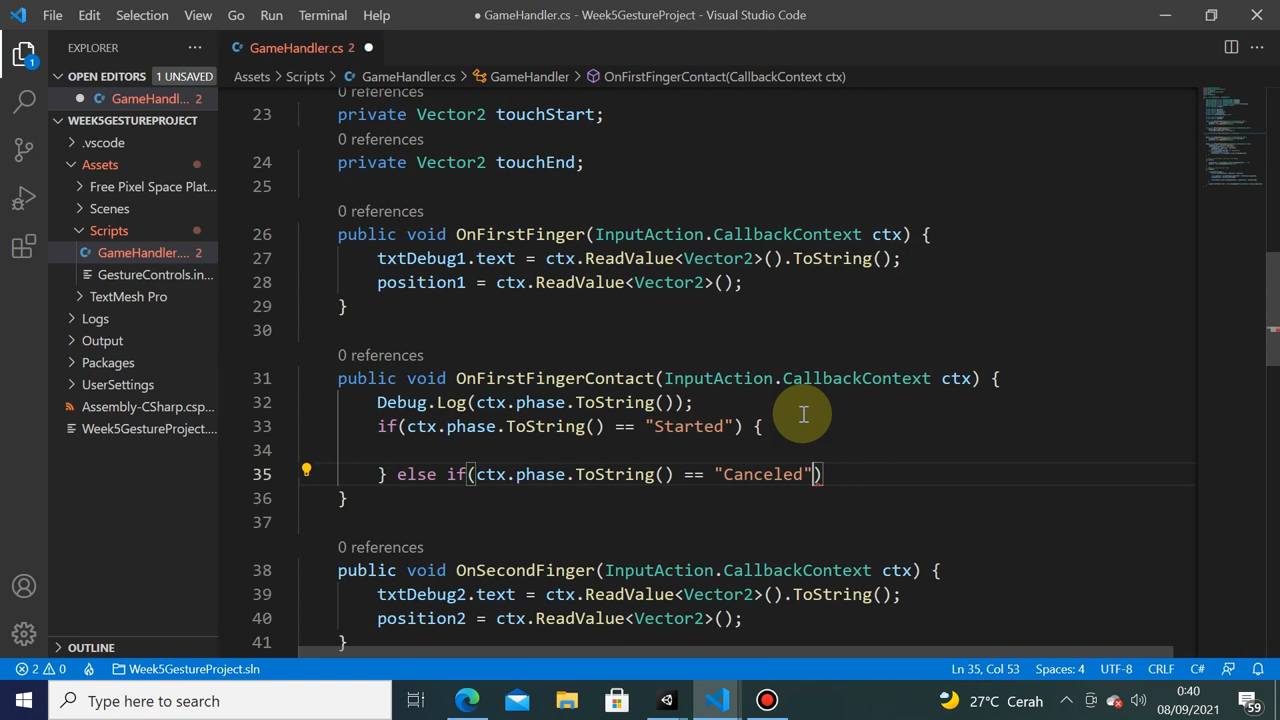 File Edit Selection View Go Run Terminal Help
● GameHandler.cs - Week5GestureProject - Visual Studio Code
EXPLORER
OPEN EDITORS 1 UNSAVED
GameHandl... 2
WEEK5GESTUREPROJECT
.vscode
Assets
Free Pixel Space Plat...
Scenes
Scripts
GameHandler.... 2
GestureControls.in...
TextMesh Pro
Logs
Output
Packages
UserSettings
Assembly-CSharp.csp...
Week5GestureProject....
OUTLINE
1
GameHandler.cs 2
Assets > Scripts > GameHandler.cs > GameHandler > OnFirstFingerContact(CallbackContext ctx)
0 references
23 private Vector2 touchStart;
0 references
24 private Vector2 touchEnd;
25
0 references
26 public void OnFirstFinger(InputAction.CallbackContext ctx) {
27 txtDebug1.text = ctx.ReadValue<Vector2>().ToString();
28 position1 = ctx.ReadValue<Vector2>();
29 }
30
0 references
31 public void OnFirstFingerContact(InputAction.CallbackContext ctx) {
32 Debug.Log(ctx.phase.ToString());
33 if(ctx.phase.ToString() == "Started") {
34
35 } else if(ctx.phase.ToString() == "Canceled")
36 }
37
0 references
38 public void OnSecondFinger(InputAction.CallbackContext ctx) {
39 txtDebug2.text = ctx.ReadValue<Vector2>().ToString();
40 position2 = ctx.ReadValue<Vector2>();
41 }
2 0 Week5GestureProject.sln Ln 35, Col 53 Spaces: 4 UTF-8 CRLF C#
Type here to search
27°C Cerah
0:40
08/09/2021
59